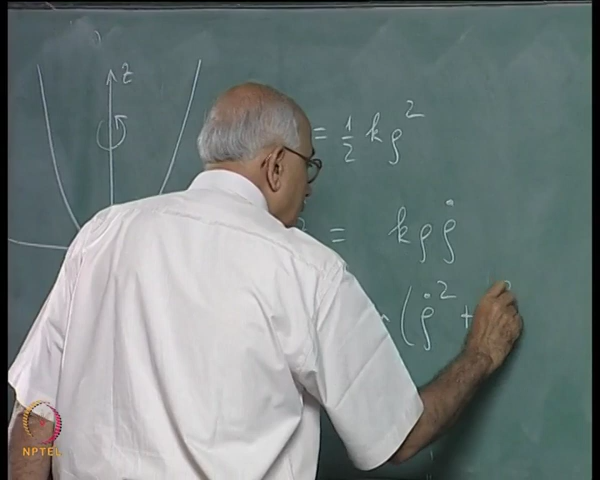 z
= 1/2 k ρ²
= k ρ ρ̇
(ρ̇² +
NPTEL